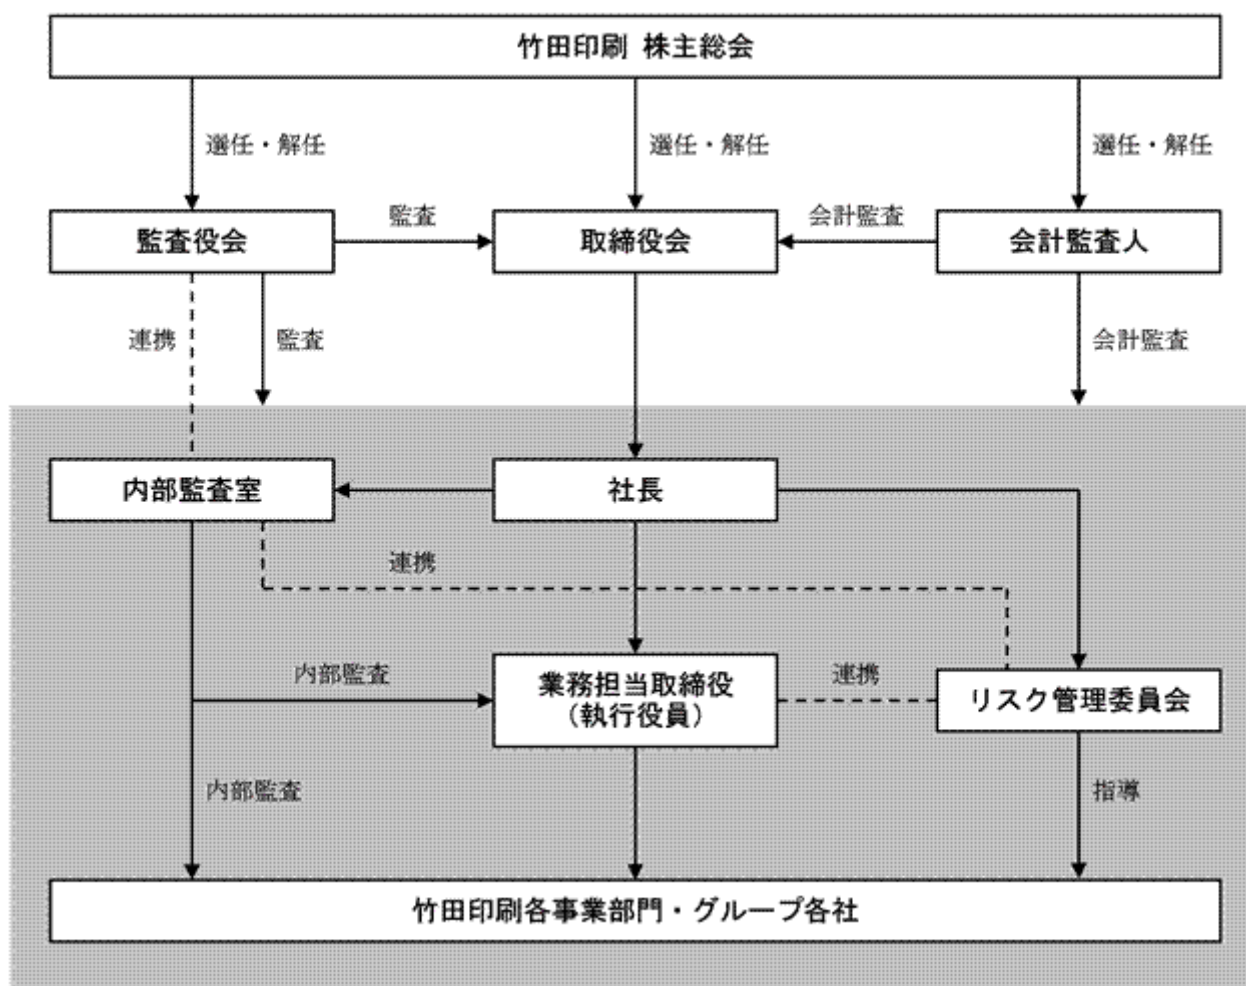 竹田印刷 株主総会
選任・解任
選任・解任
選任・解任
監査役会
監査
取締役会
会計監査
会計監査人
連携
監査
会計監査
内部監査室
社長
連携
内部監査
業務担当取締役
（執行役員）
連携
リスク管理委員会
内部監査
指導
竹田印刷各事業部門・グループ各社